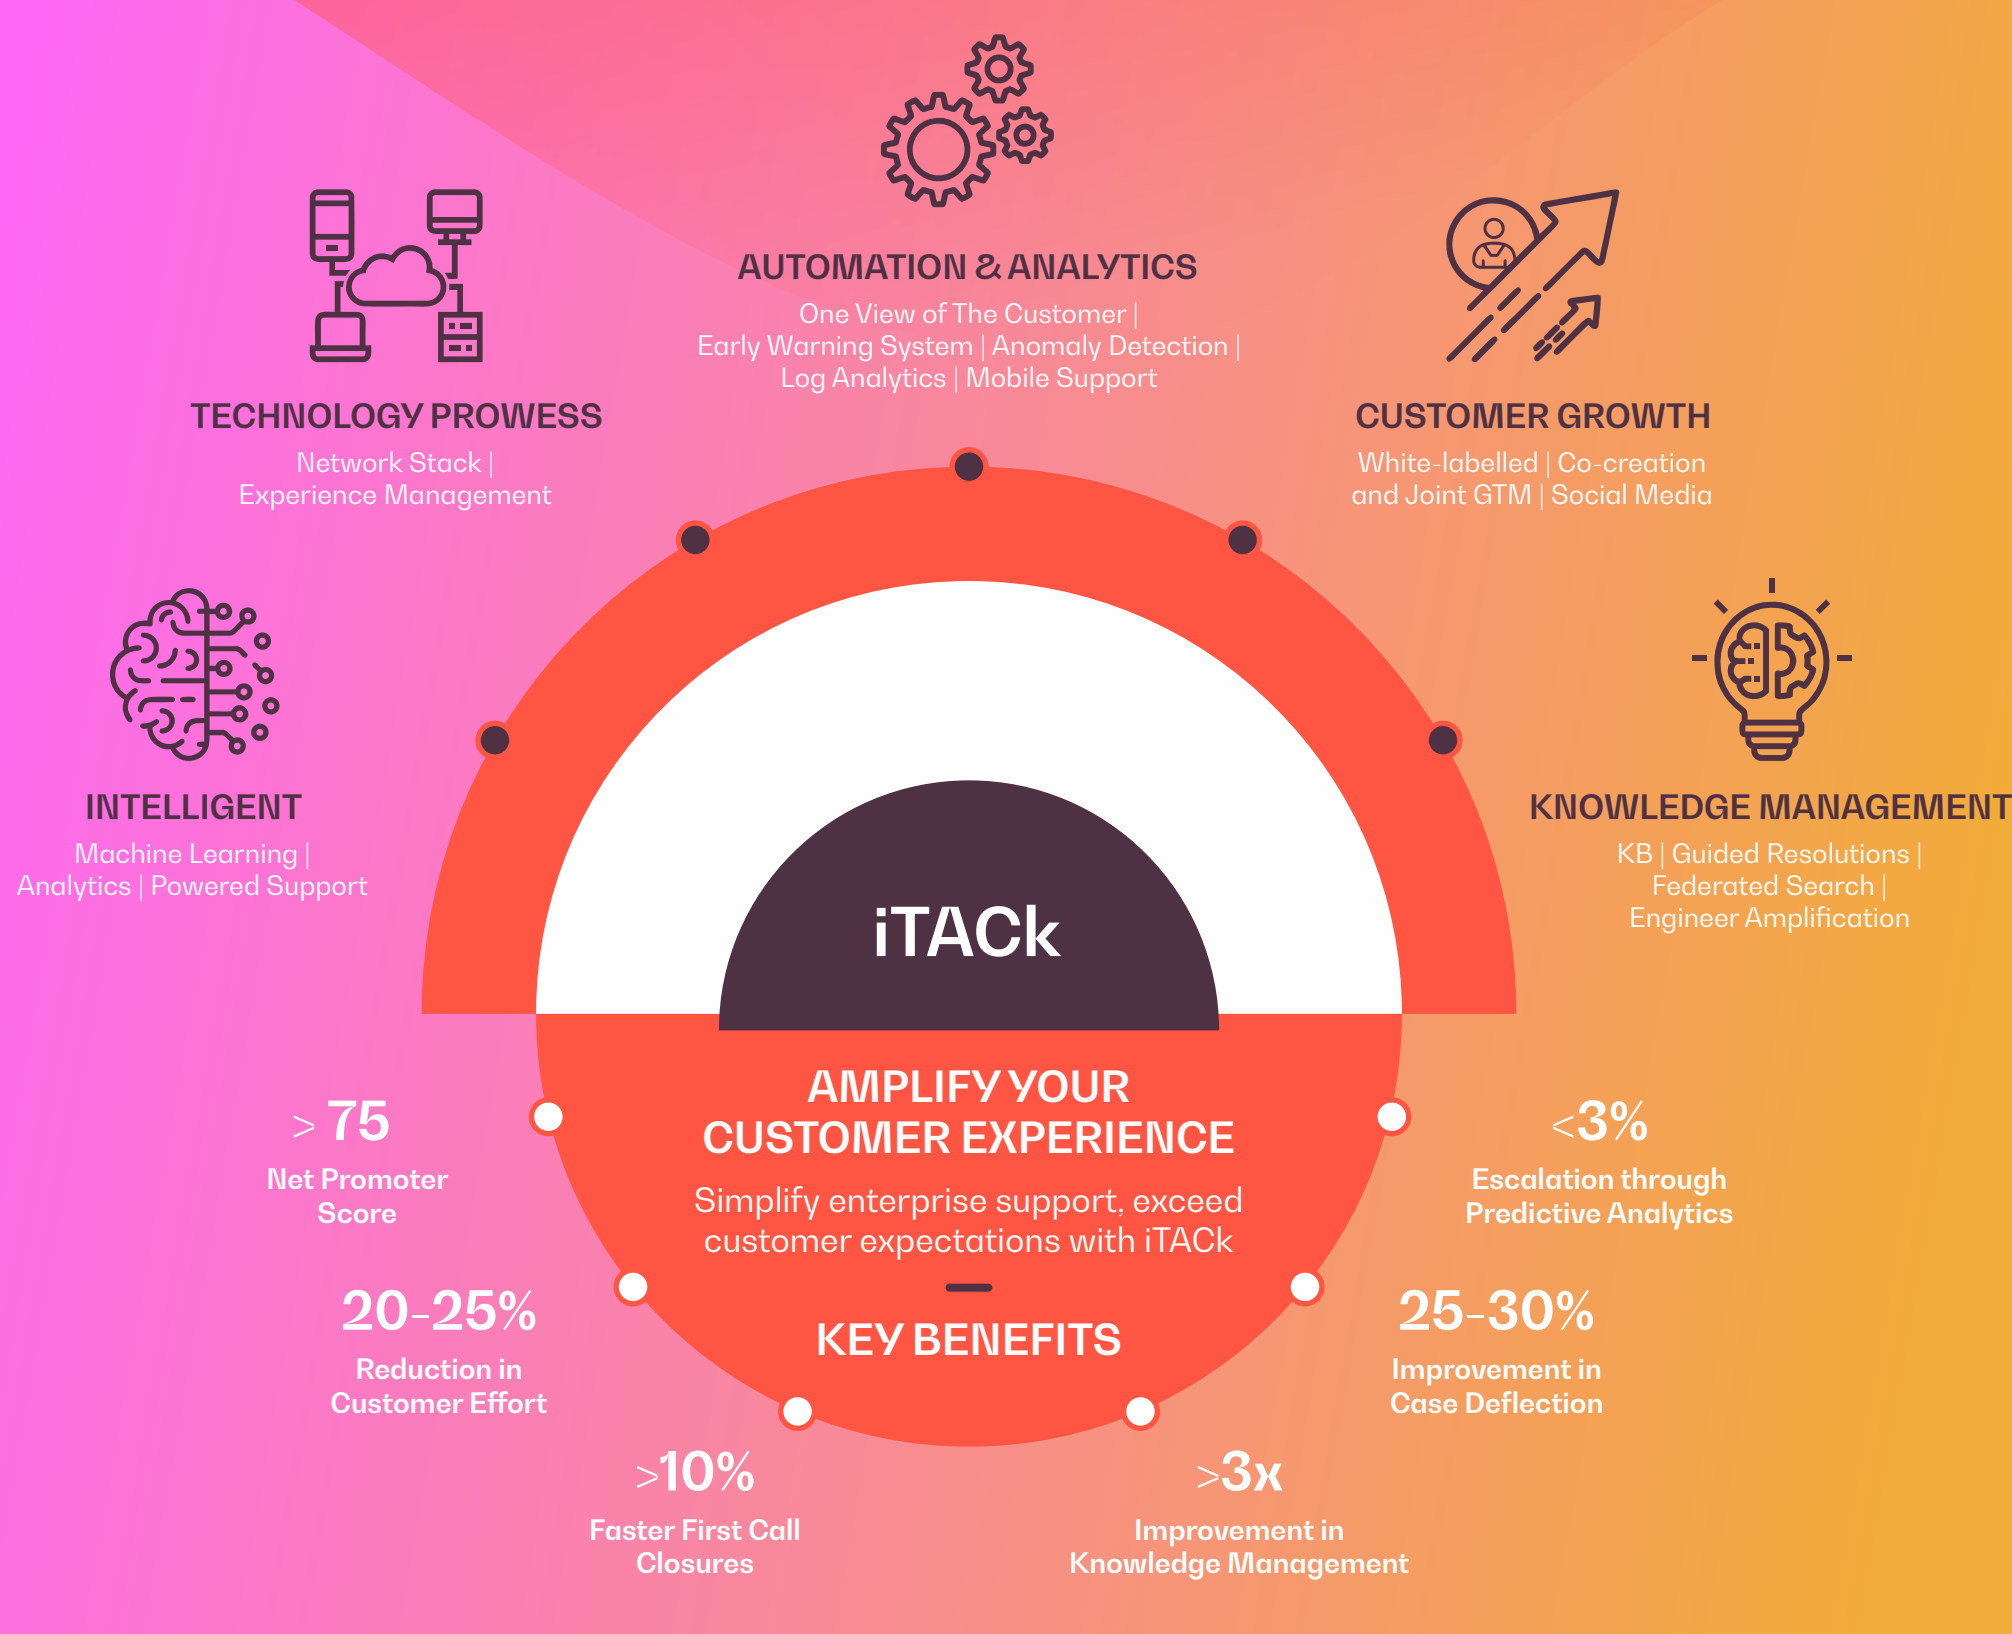 AUTOMATION & ANALYTICS
One View of The Customer |
Early Warning System | Anomaly Detection |
Log Analytics | Mobile Support
TECHNOLOGY PROWESS
Network Stack |
Experience Management
CUSTOMER GROWTH
White-labelled | Co-creation
and Joint GTM | Social Media
INTELLIGENT
Machine Learning |
Analytics | Powered Support
KNOWLEDGE MANAGEMENT
KB | Guided Resolutions |
Federated Search |
Engineer Amplification
iTACk
AMPLIFY YOUR
CUSTOMER EXPERIENCE
Simplify enterprise support, exceed
customer expectations with iTACk
KEY BENEFITS
> 75
Net Promoter
Score
20-25%
Reduction in
Customer Effort
>10%
Faster First Call
Closures
>3x
Improvement in
Knowledge Management
25-30%
Improvement in
Case Deflection
<3%
Escalation through
Predictive Analytics